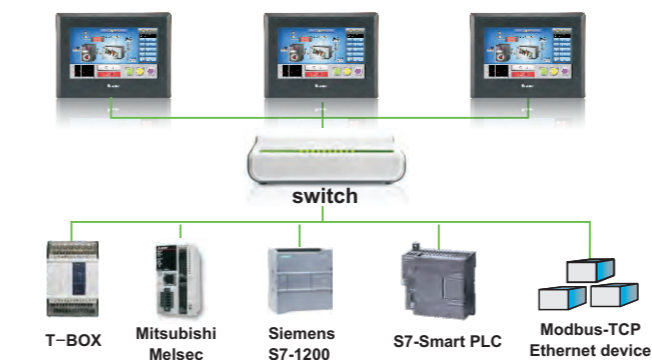 switch
T-BOX
Mitsubishi
Melsec
Siemens
S7-1200
S7-Smart PLC
Modbus-TCP
Ethernet device